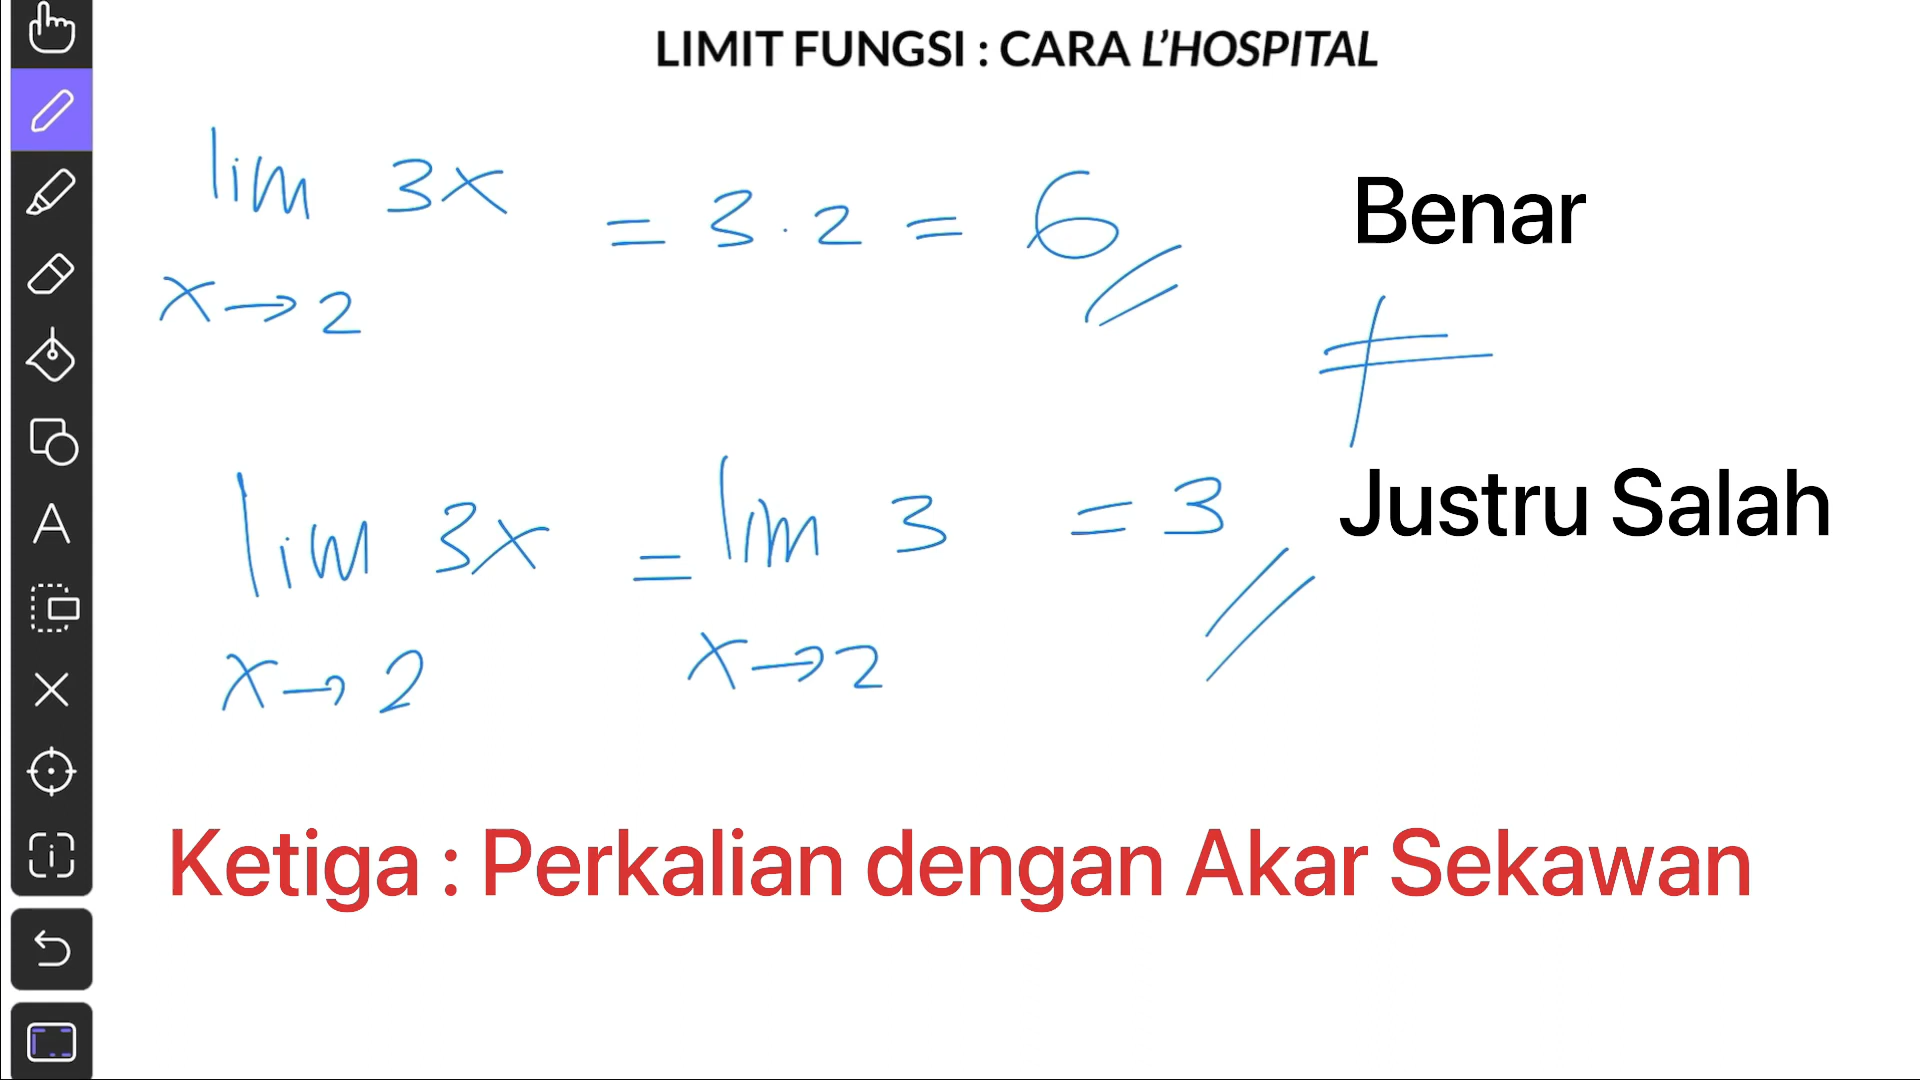 LIMIT FUNGSI : CARA L'HOSPITAL
lim 3x = 3 . 2 = 6 Benar
x→2
≠
lim 3x = lim 3 = 3 Justru Salah
x→2 x→2
Ketiga : Perkalian dengan Akar Sekawan